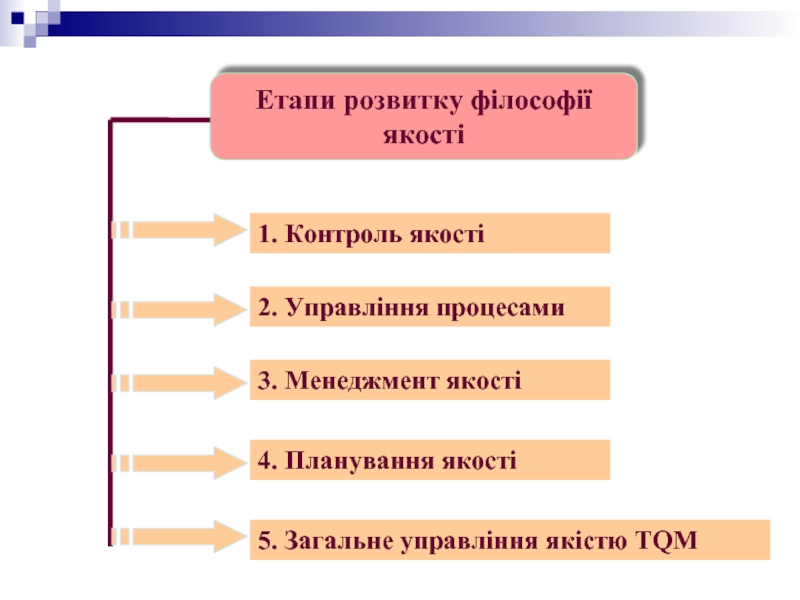 Етапи розвитку філософії
якості
1. Контроль якості
2. Управління процесами
3. Менеджмент якості
4. Планування якості
5. Загальне управління якістю TQM